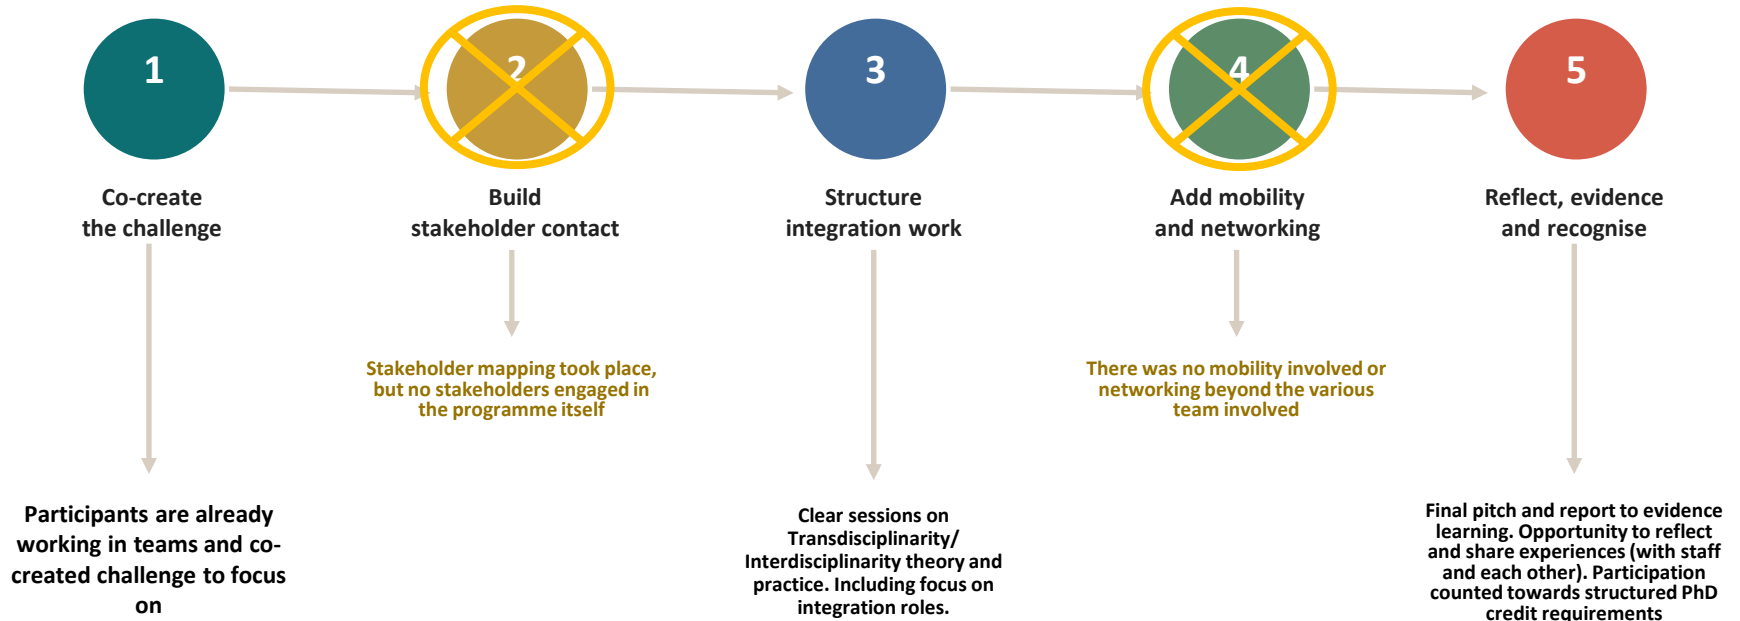 1
2
3
4
5
Co-create
the challenge
Build
stakeholder contact
Structure
integration work
Add mobility
and networking
Reflect, evidence
and recognise
Stakeholder mapping took place,
but no stakeholders engaged in
the programme itself
There was no mobility involved or
networking beyond the various
team involved
Participants are already
working in teams and co-
created challenge to focus
on
Clear sessions on
Transdisciplinarity/
Interdisciplinarity theory and
practice. Including focus on
integration roles.
Final pitch and report to evidence
learning. Opportunity to reflect
and share experiences (with staff
and each other). Participation
counted towards structured PhD
credit requirements